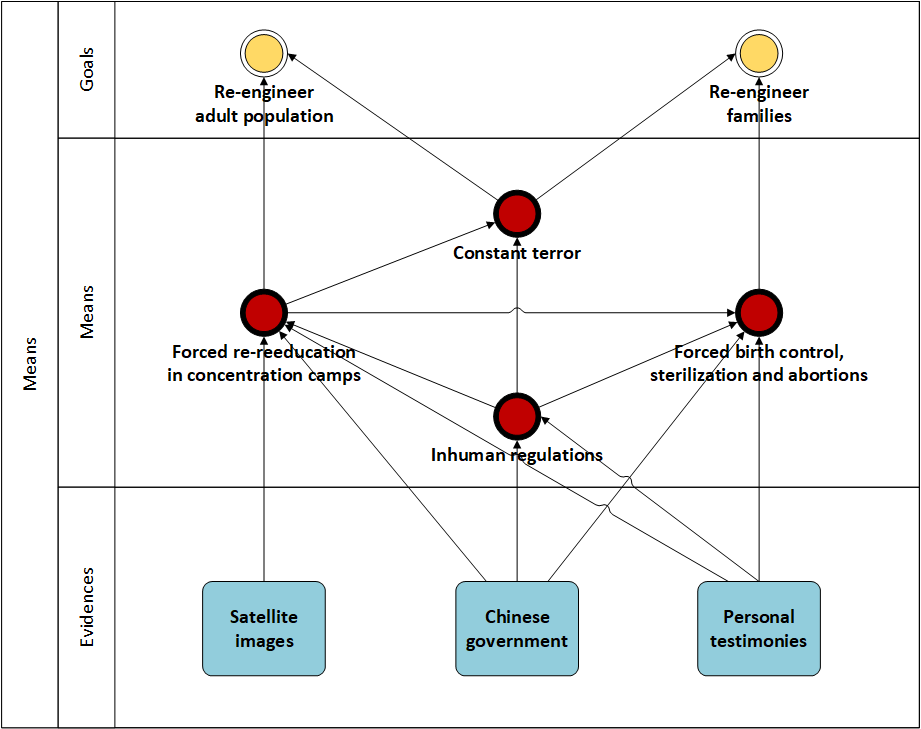 Means
Goals
Re-engineer
adult population
Re-engineer
families
Means
Constant terror
Forced re-reeducation
in concentration camps
Forced birth control,
sterilization and abortions
Inhuman regulations
Evidences
Satellite
images
Chinese
government
Personal
testimonies